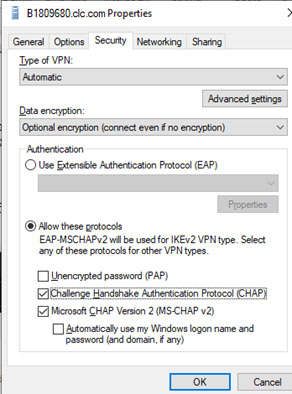 B1809680.clc.com Properties
General Options Security Networking Sharing
Type of VPN:
Automatic
Advanced settings
Data encryption:
Optional encryption (connect even if no encryption)
Authentication
Use Extensible Authentication Protocol (EAP)
Properties
Allow these protocols
EAP-MSCHAPv2 will be used for IKEv2 VPN type. Select
any of these protocols for other VPN types.
Unencrypted password (PAP)
Challenge Handshake Authentication Protocol (CHAP)
Microsoft CHAP Version 2 (MS-CHAP v2)
Automatically use my Windows logon name and
password (and domain, if any)
OK Cancel